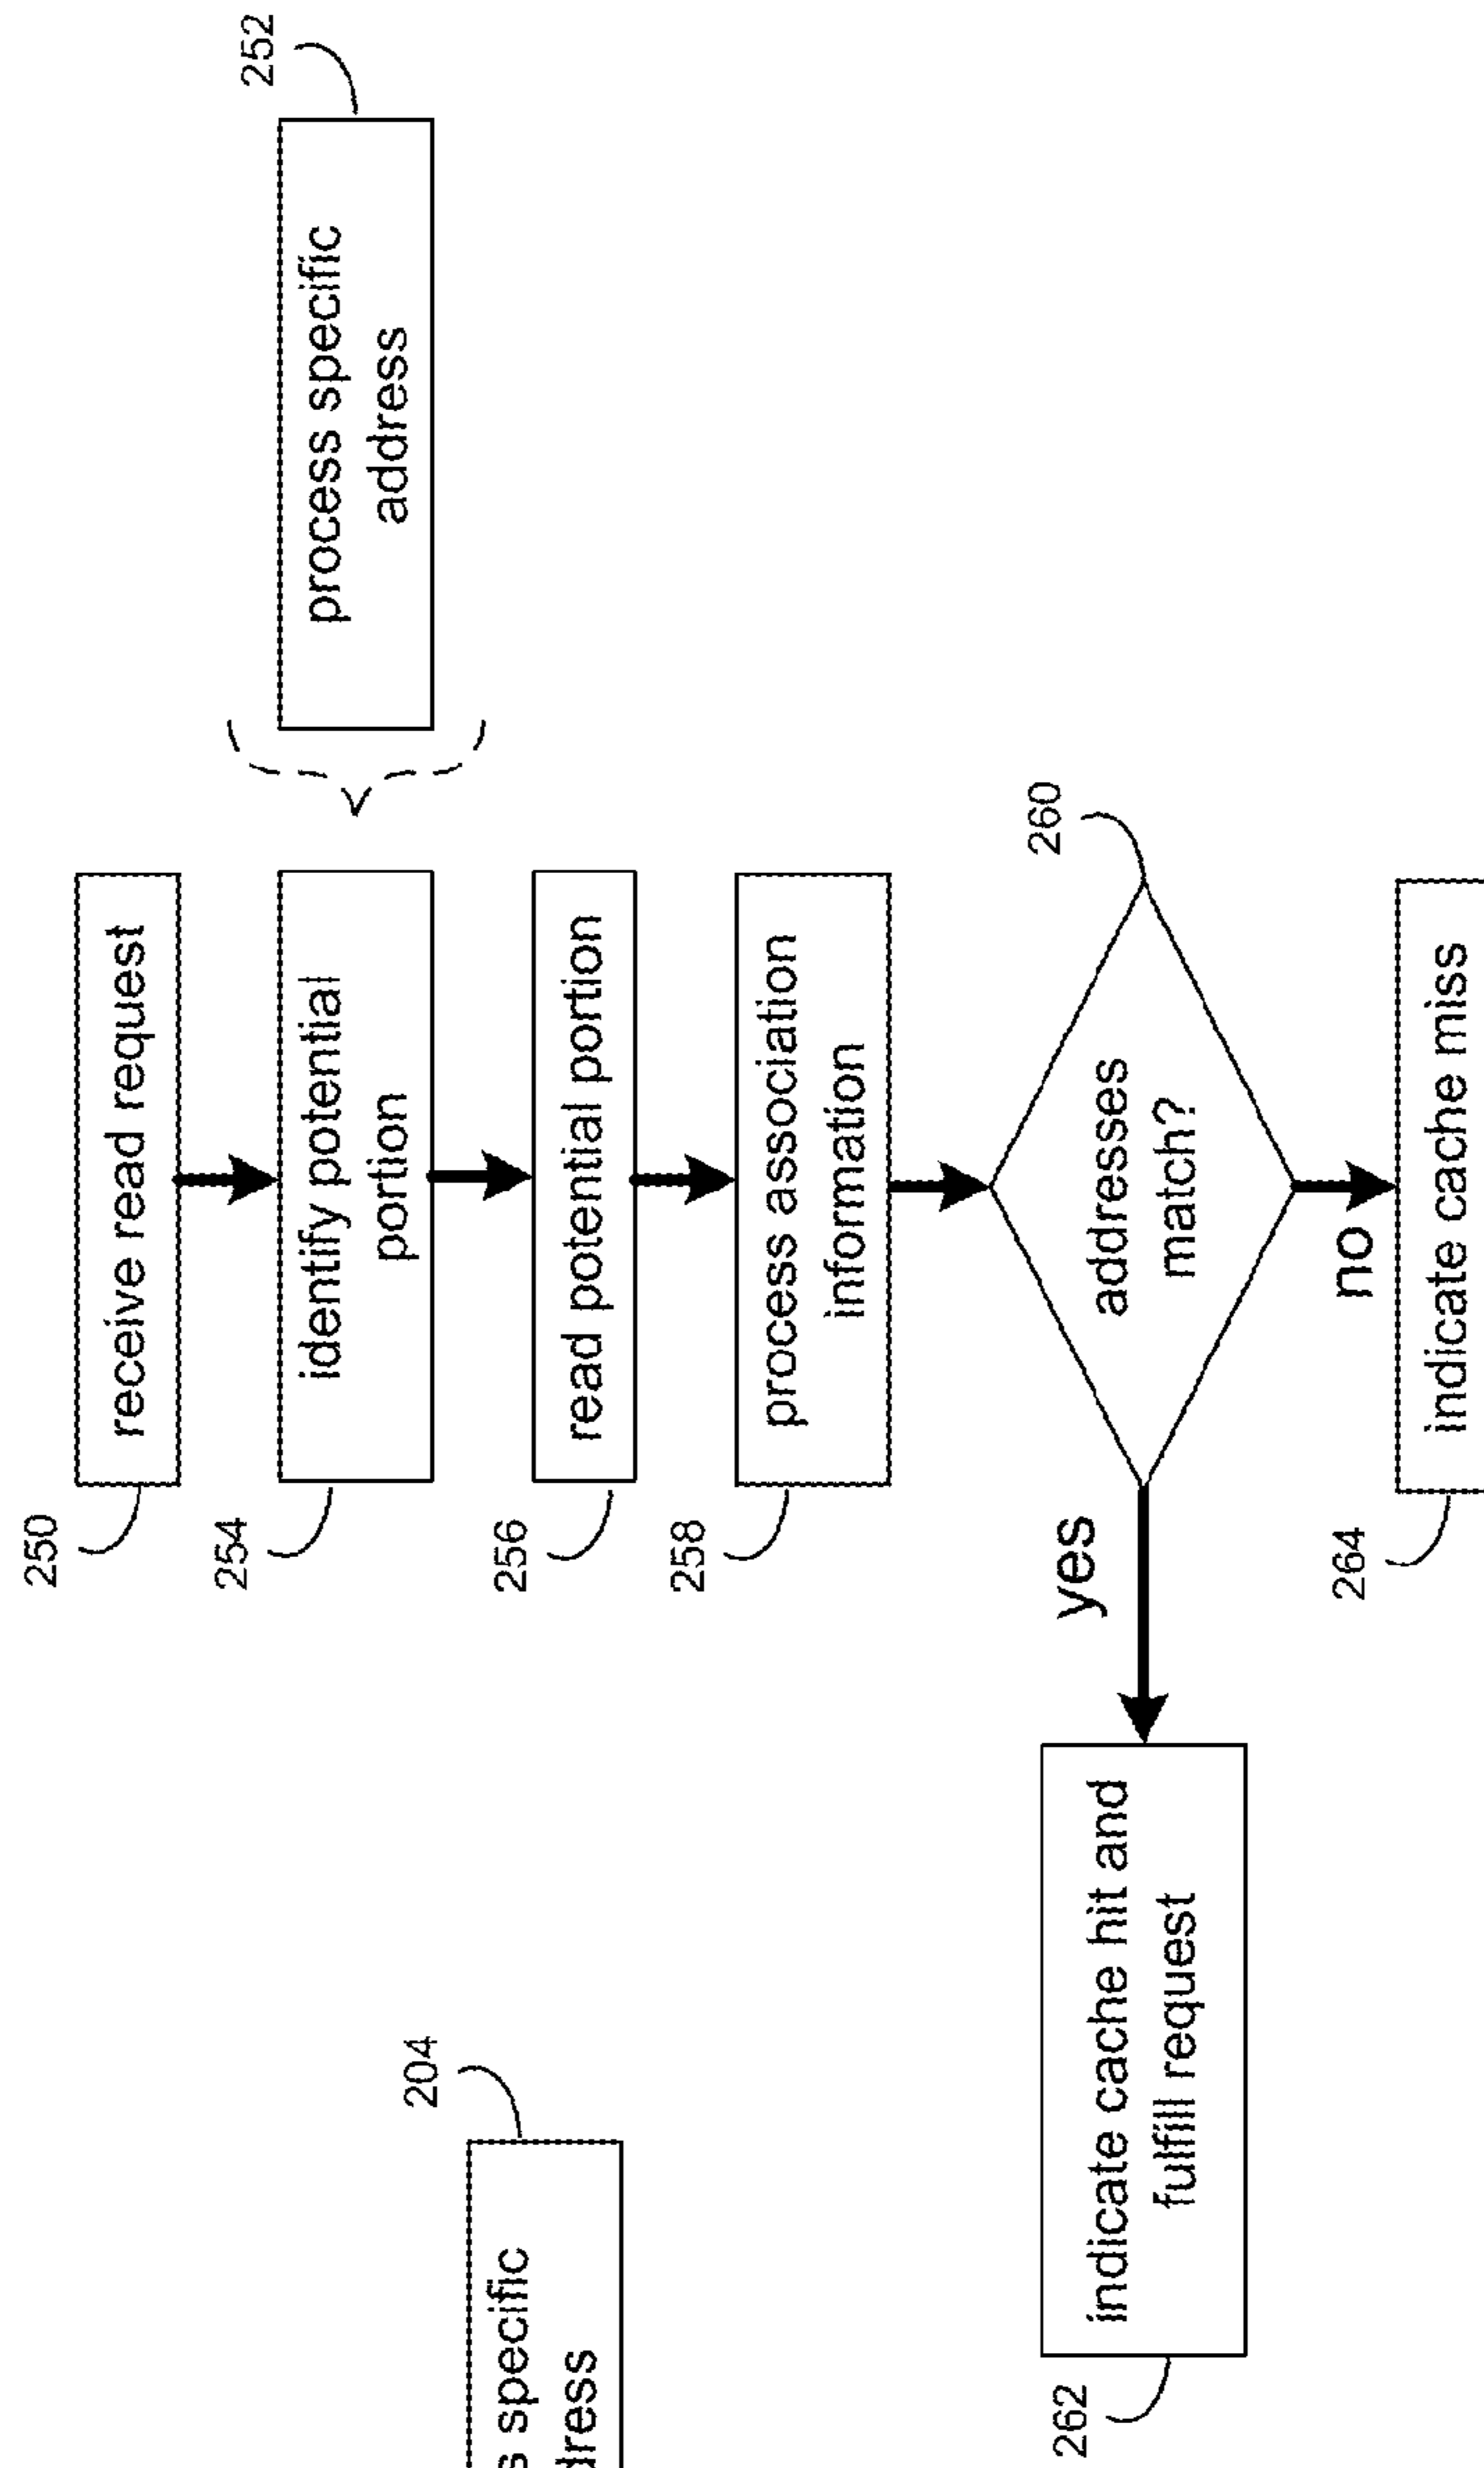 250
receive read request
254
identify potential
portion
252
process specific
address
256
read potential portion
258
process association
information
260
addresses
match?
yes
no
262
indicate cache hit and
fulfill request
264
indicate cache miss
204
specific